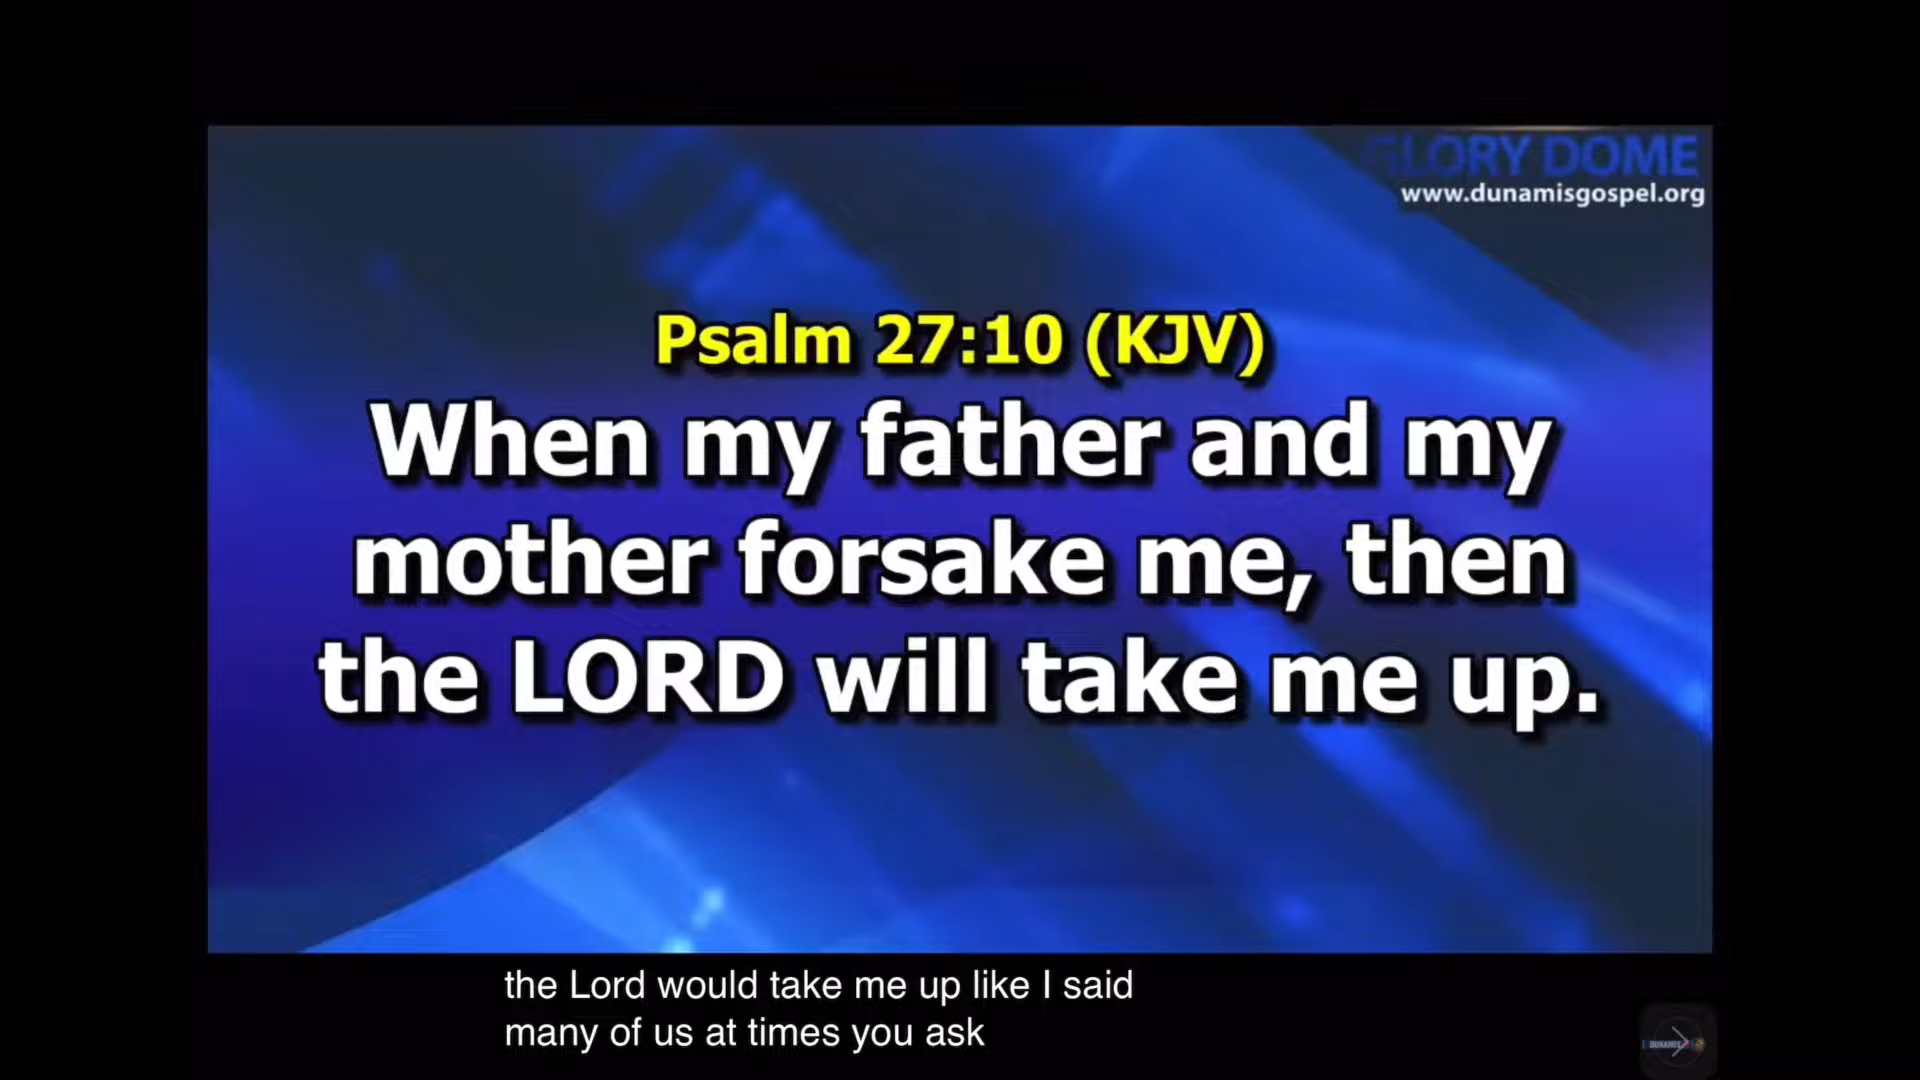 GLORY DOME
www.dunamisgospel.org
Psalm 27:10 (KJV)
When my father and my
mother forsake me, then
the LORD will take me up.
the Lord would take me up like I said
many of us at times you ask
DUNAMIS